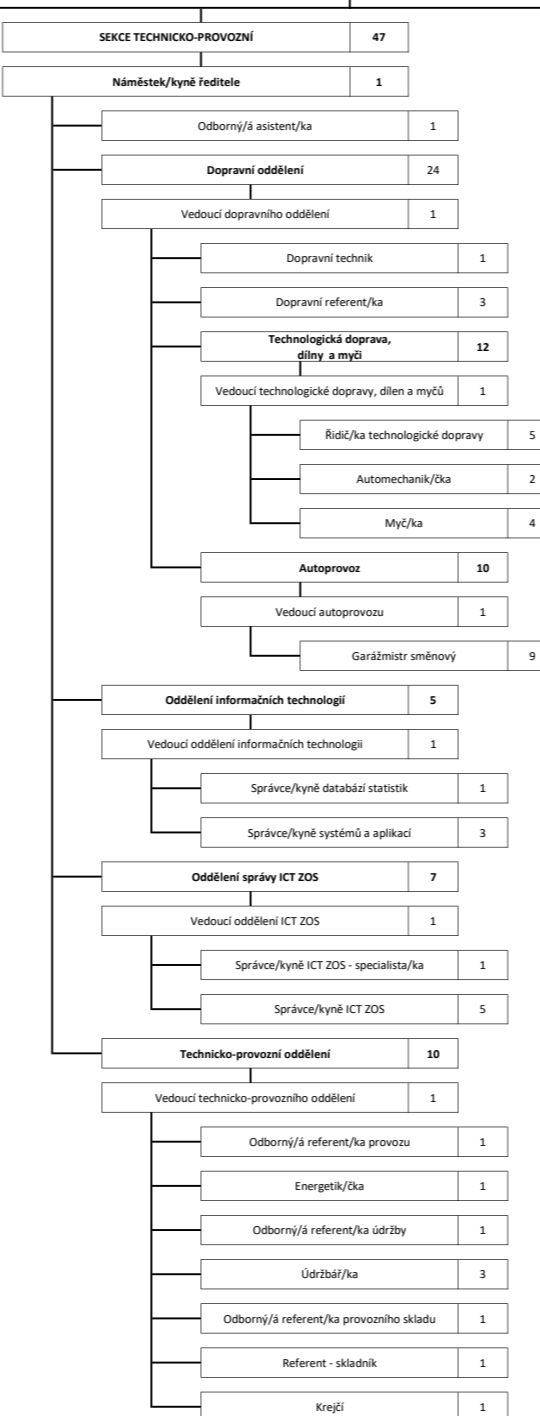 SEKCE TECHNICKO-PROVOZNÍ 47
Náměstek/kyně ředitele 1
Odborný/á asistent/ka 1
Dopravní oddělení 24
Vedoucí dopravního oddělení 1
Dopravní technik 1
Dopravní referent/ka 3
Technologická doprava,
dílny a myči 12
Vedoucí technologické dopravy, dílen a myčů 1
Řidič/ka technologické dopravy 5
Automechanik/čka 2
Myč/ka 4
Autoprovoz 10
Vedoucí autoprovozu 1
Garážmistr směnový 9
Oddělení informačních technologií 5
Vedoucí oddělení informačních technologii 1
Správce/kyně databází statistik 1
Správce/kyně systémů a aplikací 3
Oddělení správy ICT ZOS 7
Vedoucí oddělení ICT ZOS 1
Správce/kyně ICT ZOS - specialista/ka 1
Správce/kyně ICT ZOS 5
Technicko-provozní oddělení 10
Vedoucí technicko-provozního oddělení 1
Odborný/á referent/ka provozu 1
Energetik/čka 1
Odborný/á referent/ka údržby 1
Údržbář/ka 3
Odborný/á referent/ka provozního skladu 1
Referent - skladník 1
Krejčí 1